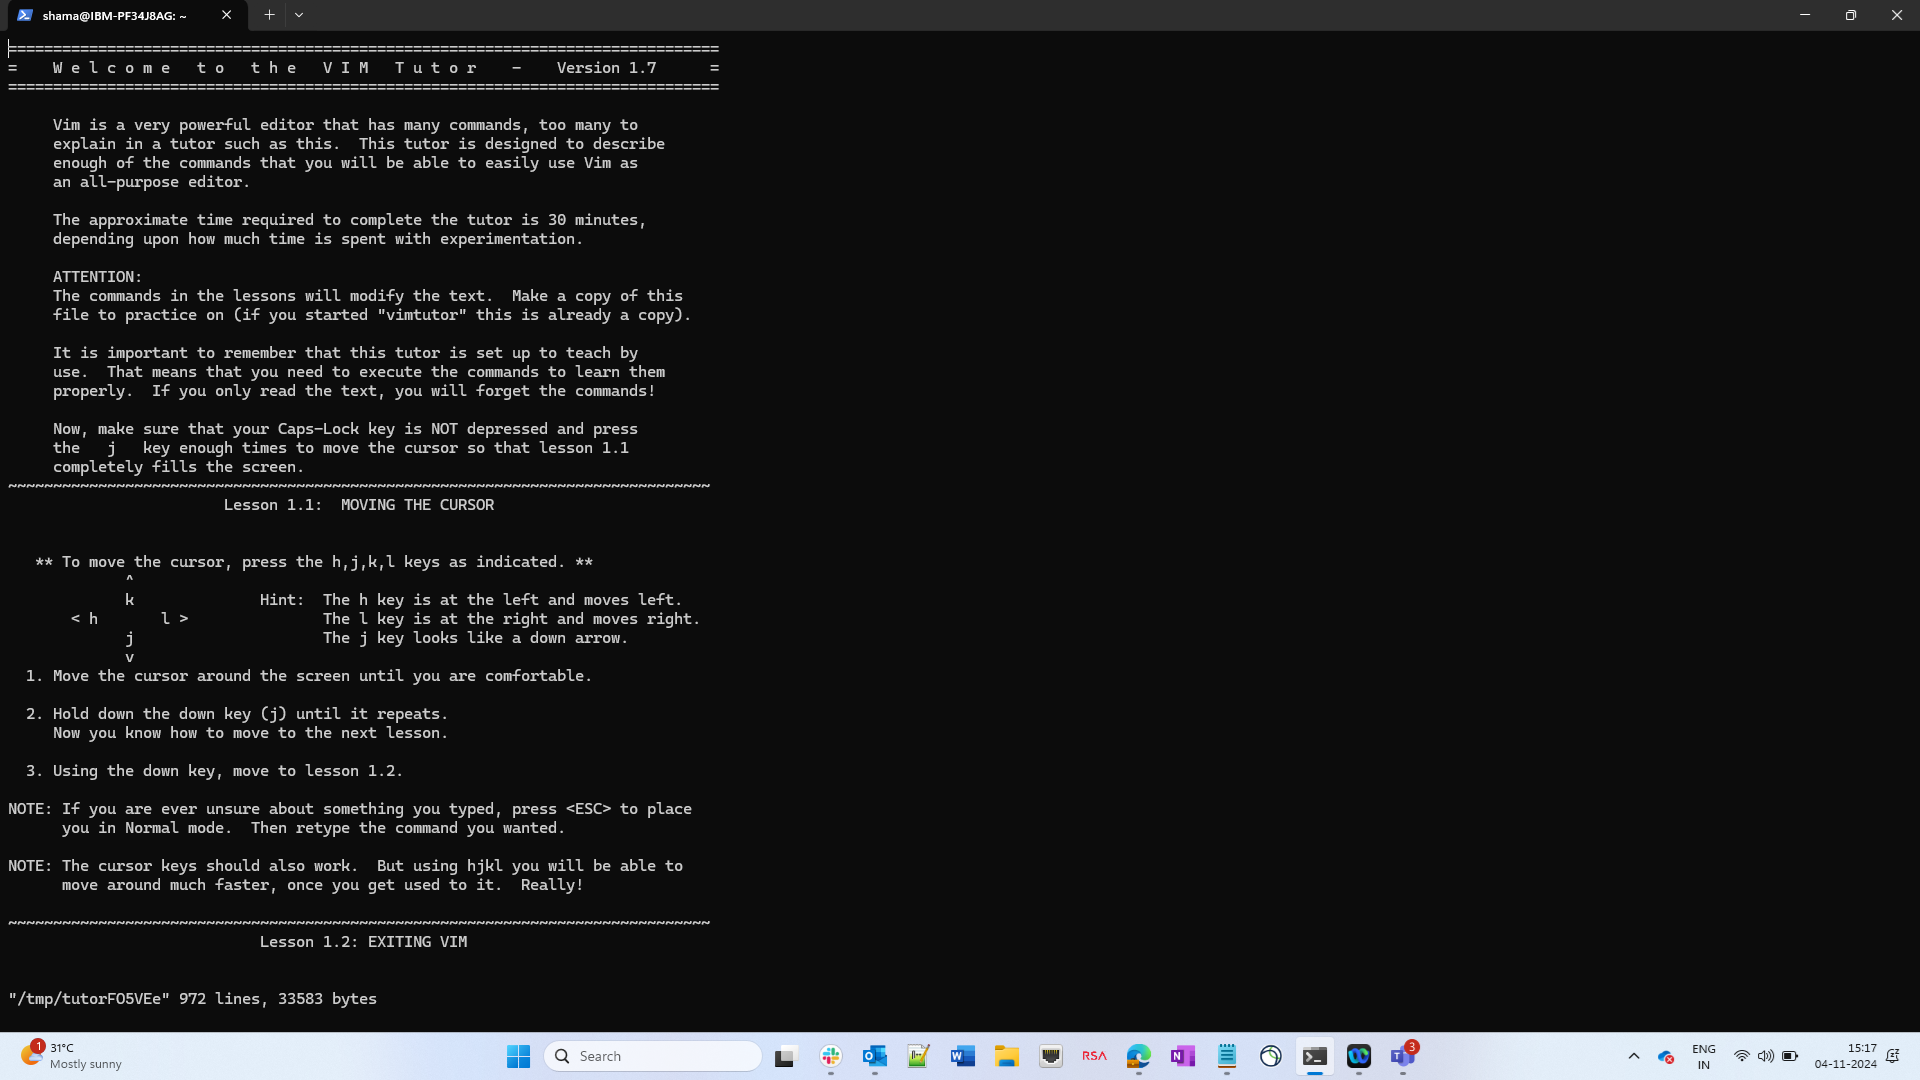 shama@IBM-PF34J8AG: ~
===============================================================================
=    W e l c o m e   t o   t h e   V I M   T u t o r    -    Version 1.7      =
===============================================================================
Vim is a very powerful editor that has many commands, too many to
explain in a tutor such as this.  This tutor is designed to describe
enough of the commands that you will be able to easily use Vim as
an all-purpose editor.
The approximate time required to complete the tutor is 30 minutes,
depending upon how much time is spent with experimentation.
ATTENTION:
The commands in the lessons will modify the text.  Make a copy of this
file to practice on (if you started "vimtutor" this is already a copy).
It is important to remember that this tutor is set up to teach by
use.  That means that you need to execute the commands to learn them
properly.  If you only read the text, you will forget the commands!
Now, make sure that your Caps-Lock key is NOT depressed and press
the   j   key enough times to move the cursor so that lesson 1.1
completely fills the screen.
~~~~~~~~~~~~~~~~~~~~~~~~~~~~~~~~~~~~~~~~~~~~~~~~~~~~~~~~~~~~~~~~~~~~~~~~~~~~~~
Lesson 1.1:  MOVING THE CURSOR
** To move the cursor, press the h,j,k,l keys as indicated. **
^
k              Hint:  The h key is at the left and moves left.
< h       l >               The l key is at the right and moves right.
j                     The j key looks like a down arrow.
v
1. Move the cursor around the screen until you are comfortable.
2. Hold down the down key (j) until it repeats.
Now you know how to move to the next lesson.
3. Using the down key, move to lesson 1.2.
NOTE: If you are ever unsure about something you typed, press <ESC> to place
you in Normal mode.  Then retype the command you wanted.
NOTE: The cursor keys should also work.  But using hjkl you will be able to
move around much faster, once you get used to it.  Really!
~~~~~~~~~~~~~~~~~~~~~~~~~~~~~~~~~~~~~~~~~~~~~~~~~~~~~~~~~~~~~~~~~~~~~~~~~~~~~~
Lesson 1.2: EXITING VIM
"/tmp/tutorFO5VEe" 972 lines, 33583 bytes
1
31°C
Mostly sunny
Search
RSA
3
ENG
IN
15:17
04-11-2024